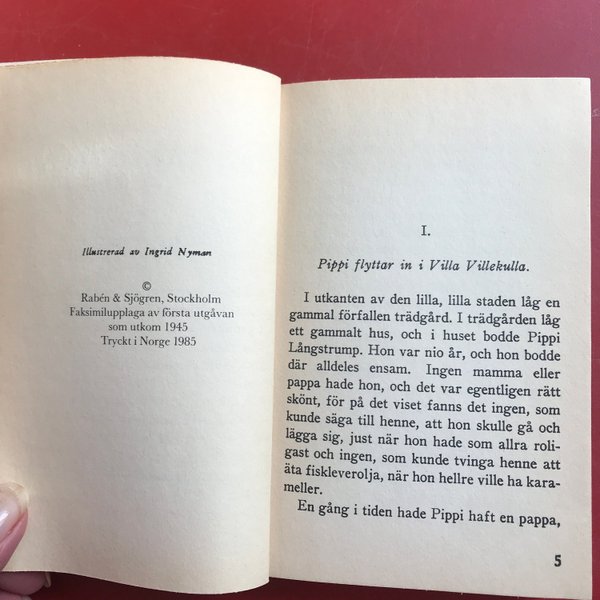 Illustrerad av Ingrid Nyman
©
Rabén & Sjögren, Stockholm
Faksimilupplaga av första utgåvan
som utkom 1945
Tryckt i Norge 1985
I.
Pippi flyttar in i Villa Villekulla.
I utkanten av den lilla, lilla staden låg en
gammal förfallen trädgård. I trädgården låg
ett gammalt hus, och i huset bodde Pippi
Långstrump. Hon var nio år, och hon bodde
där alldeles ensam. Ingen mamma eller
pappa hade hon, och det var egentligen rätt
skönt, för på det viset fanns det ingen, som
kunde säga till henne, att hon skulle gå och
lägga sig, just när hon hade som allra roli-
gast och ingen, som kunde tvinga henne att
äta fiskleverolja, när hon hellre ville ha kara-
meller.
En gång i tiden hade Pippi haft en pappa,
5